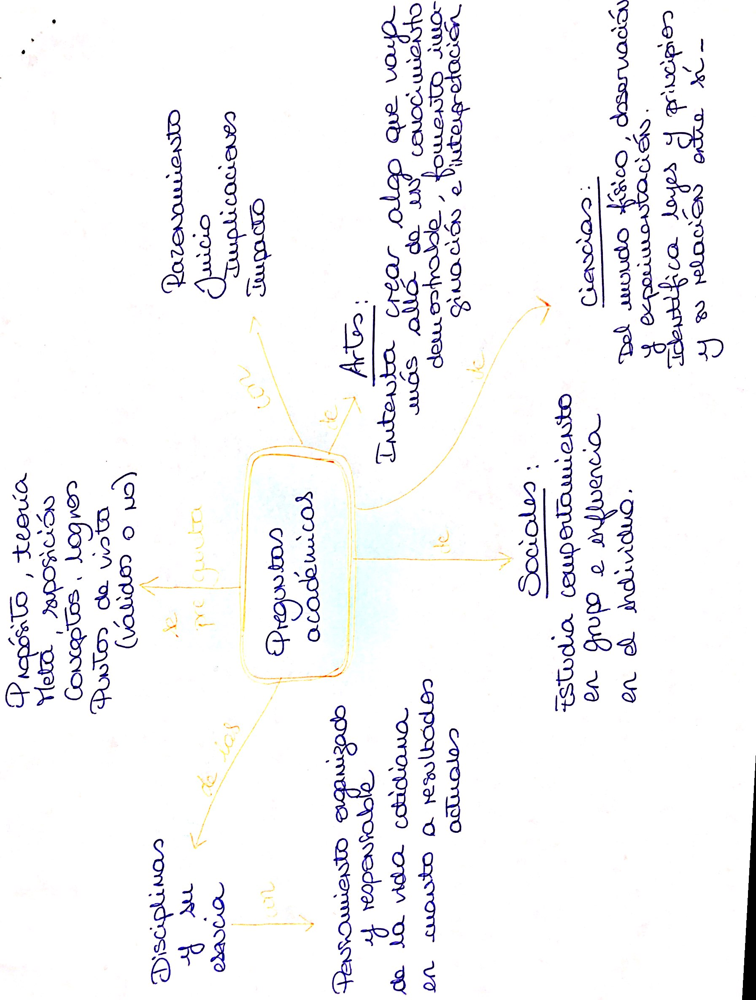 Propósito, teoría
Meta, suposición
Conceptos, logros
Puntos de vista
(válidos o no)
se
pregunta
Disciplinas
y su
esencia
de las
con
Razonamiento
Juicio
Implicaciones
Impacto
Preguntas
académicas
con
Pensamiento organizado
y responsable
de la vida cotidiana
en cuanto a resultados
actuales
de
Artes:
Intenta crear algo que vaya
más allá de un conocimiento
demostrable, fomento ima-
ginación e interpretación
de
Sociales:
Estudia comportamiento
en grupo e influencia
en el individuo.
de
Ciencias:
Del mundo físico, observación
y experimentación.
Identifica leyes y principios
y su relación entre sí-